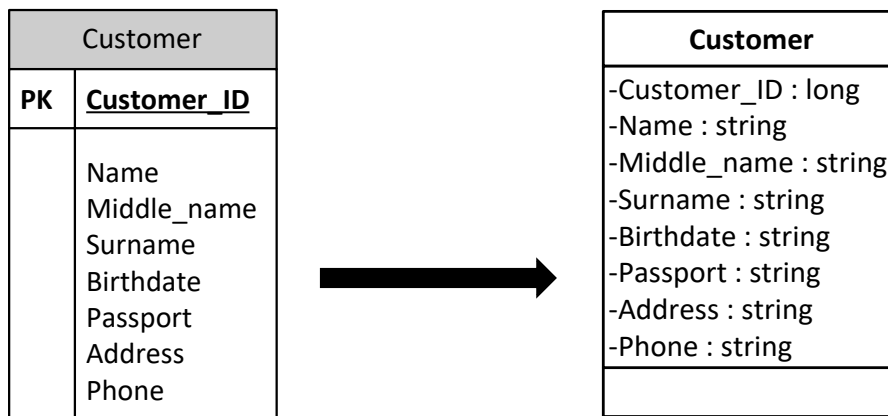 Customer
PK Customer_ID
Name
Middle_name
Surname
Birthdate
Passport
Address
Phone
Customer
-Customer_ID : long
-Name : string
-Middle_name : string
-Surname : string
-Birthdate : string
-Passport : string
-Address : string
-Phone : string